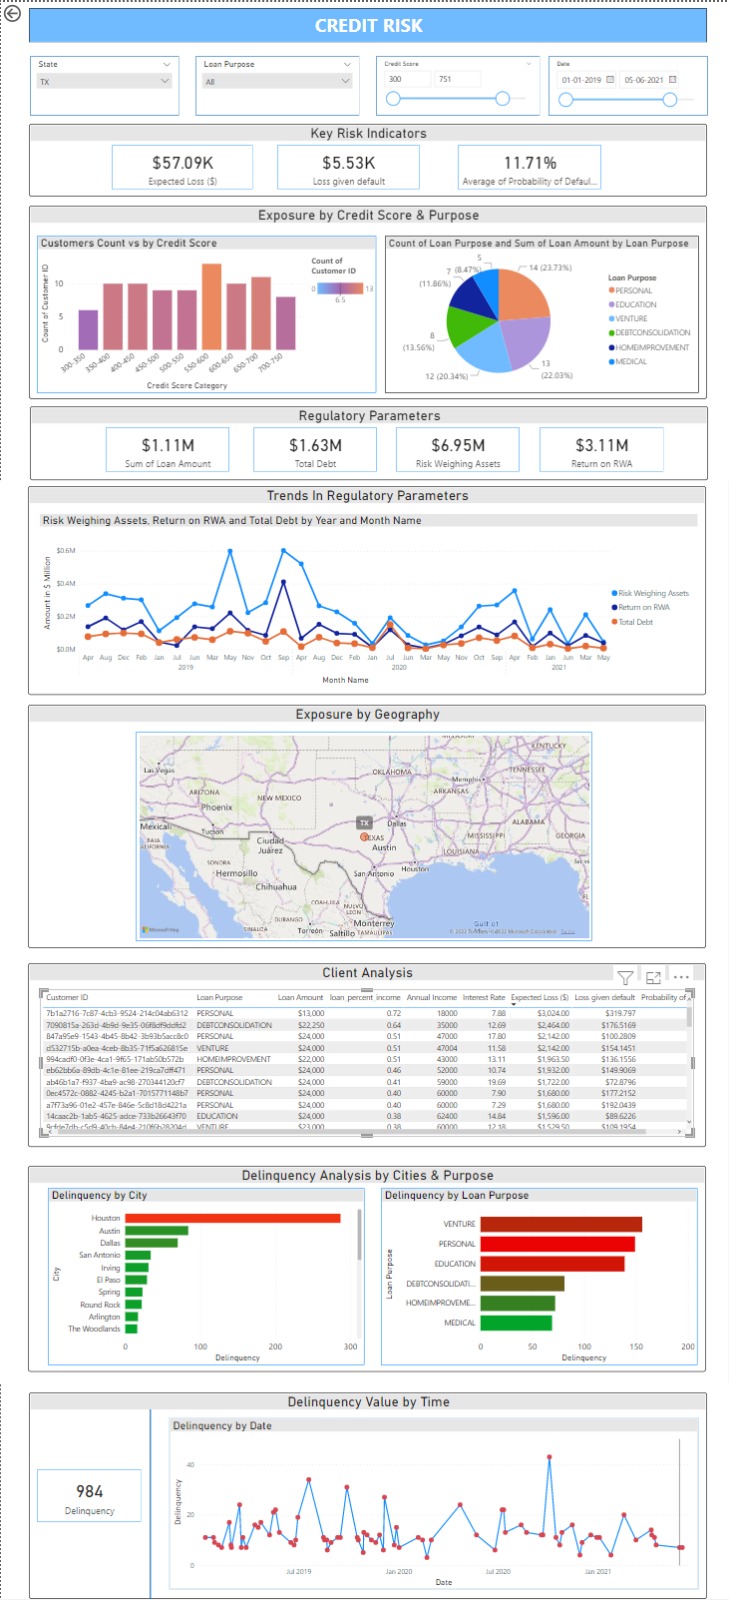 CREDIT RISK
State
TX
Loan Purpose
All
Credit Score
300 751
Date
01-01-2019 05-06-2021
Key Risk Indicators
$57.09K
Expected Loss ($)
$5.53K
Loss given default
11.71%
Average of Probability of Defaul...
Exposure by Credit Score & Purpose
Customers Count vs by Credit Score
Count of Customer ID
10
5
0
300-350 350-400 400-450 450-500 500-550 550-600 600-650 650-700 700-750
Credit Score Category
Count of
Customer ID
0 13
6.5
Count of Loan Purpose and Sum of Loan Amount by Loan Purpose
5
(8.47%)
7
(11.86%)
8
(13.56%)
12 (20.34%)
13
(22.03%)
14 (23.73%)
Loan Purpose
PERSONAL
EDUCATION
VENTURE
DEBTCONSOLIDATION
HOMEIMPROVEMENT
MEDICAL
Regulatory Parameters
$1.11M
Sum of Loan Amount
$1.63M
Total Debt
$6.95M
Risk Weighing Assets
$3.11M
Return on RWA
Trends In Regulatory Parameters
Risk Weighing Assets, Return on RWA and Total Debt by Year and Month Name
Amount in $ Million
$0.6M
$0.4M
$0.2M
$0.0M
Apr Aug Dec Feb Jan Jul Jun Mar May Nov Oct Sep Apr Aug Dec Feb Jan Jul Jun Mar May Nov Oct Sep Apr Feb Jan Jun Mar May
2019 2020 2021
Month Name
Risk Weighing Assets
Return on RWA
Total Debt
Exposure by Geography
KENTUCKY
Las Vegas
OKLAHOMA
Memphis
TENNESSEE
ARIZONA
ARKANSAS
NEW MEXICO
Phoenix
TX
Dallas
ALABAMA
Mexicali
Tucson
TEXAS
MISSISSIPPI
GEORGIA
BAJA
CALIFORNIA
Ciudad
Juárez
Austin
LOUISIANA
SONORA
Hermosillo
San Antonio
Houston
Chihuahua
COAHUILA
NUEVO
LEON
DURANGO
Monterrey
Gulf of
SINALOA
Torreón
Saltillo
TAMAULIPAS
Microsoft Bing
Client Analysis
Customer ID Loan Purpose Loan Amount loan_percent_income Annual Income Interest Rate Expected Loss ($) Loss given default Probability of
7b1a2716-7c87-4cb3-9524-214c04ab6312 PERSONAL $13,000 0.72 18000 7.88 $3,024.00 $319.797
7090815a-263d-4b9d-9e35-06f8df9ddfd2 DEBTCONSOLIDATION $22,250 0.64 35000 12.69 $2,464.00 $176.5169
847a95e9-1543-4b45-8b42-3b93b5acc8c0 PERSONAL $24,000 0.51 47000 17.80 $2,142.00 $100.2809
d532715b-a0ea-4ceb-8b35-71f5a626815e VENTURE $24,000 0.51 47004 11.58 $2,142.00 $154.1451
994cadf0-0f3e-4ca1-9f65-171ab50b572b HOMEIMPROVEMENT $22,000 0.51 43000 13.11 $1,963.50 $136.1556
eb62bb6a-89db-4c1e-81ee-219ca7dff471 PERSONAL $24,000 0.46 52000 10.74 $1,932.00 $149.9069
ab46b1a7-f937-4ba9-ac98-270344120cf7 DEBTCONSOLIDATION $24,000 0.41 59000 19.69 $1,722.00 $72.8796
0ec4572c-0882-4245-b2a1-7015771148b7 PERSONAL $24,000 0.40 60000 7.90 $1,680.00 $177.2152
a7f73a96-01e2-457e-846e-5c8d18d4221a PERSONAL $24,000 0.40 60000 7.29 $1,680.00 $192.0439
14caac2b-1ab5-4625-adce-733b26643f70 EDUCATION $24,000 0.38 62400 14.84 $1,596.00 $89.6226
VENTURE $23,000 0.38 60000 12.18 $1,529.50 $109.1954
Delinquency Analysis by Cities & Purpose
Delinquency by City
City
Houston
Austin
Dallas
San Antonio
Irving
El Paso
Spring
Round Rock
Arlington
The Woodlands
0 100 200 300
Delinquency
Delinquency by Loan Purpose
Loan Purpose
VENTURE
PERSONAL
EDUCATION
DEBTCONSOLIDATI...
HOMEIMPROVEME...
MEDICAL
0 50 100 150 200
Delinquency
Delinquency Value by Time
984
Delinquency
Delinquency by Date
Delinquency
40
20
0
Jul 2019 Jan 2020 Jul 2020 Jan 2021
Date